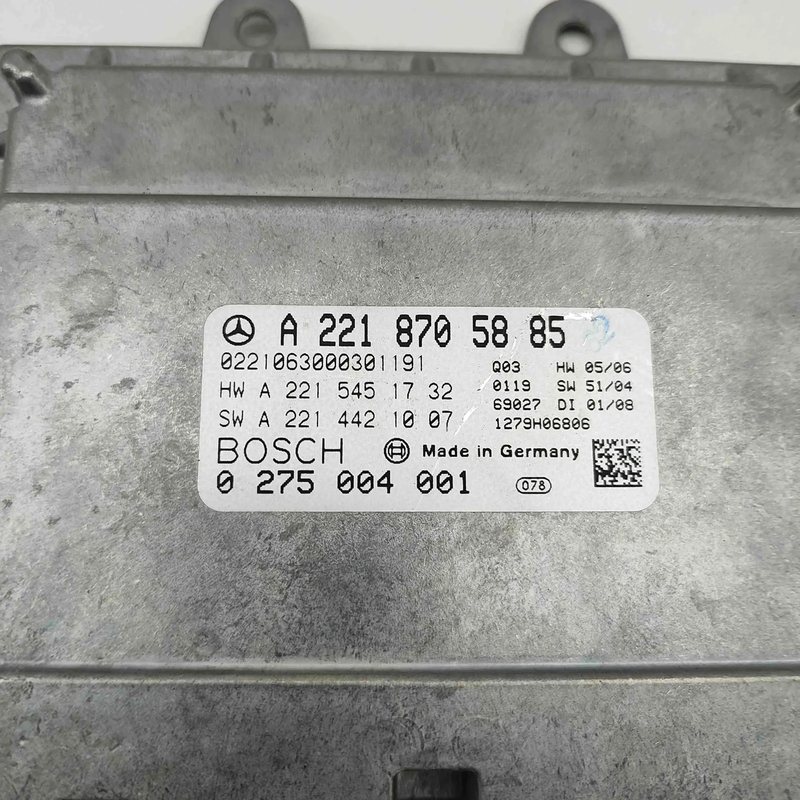 A 221 870 58 85
0221063000301191
HW A 221 545 17 32
SW A 221 442 10 07
Q03 HW 05/06
0119 SW 51/04
69027 DI 01/08
1279H06806
BOSCH Made in Germany
0 275 004 001 078